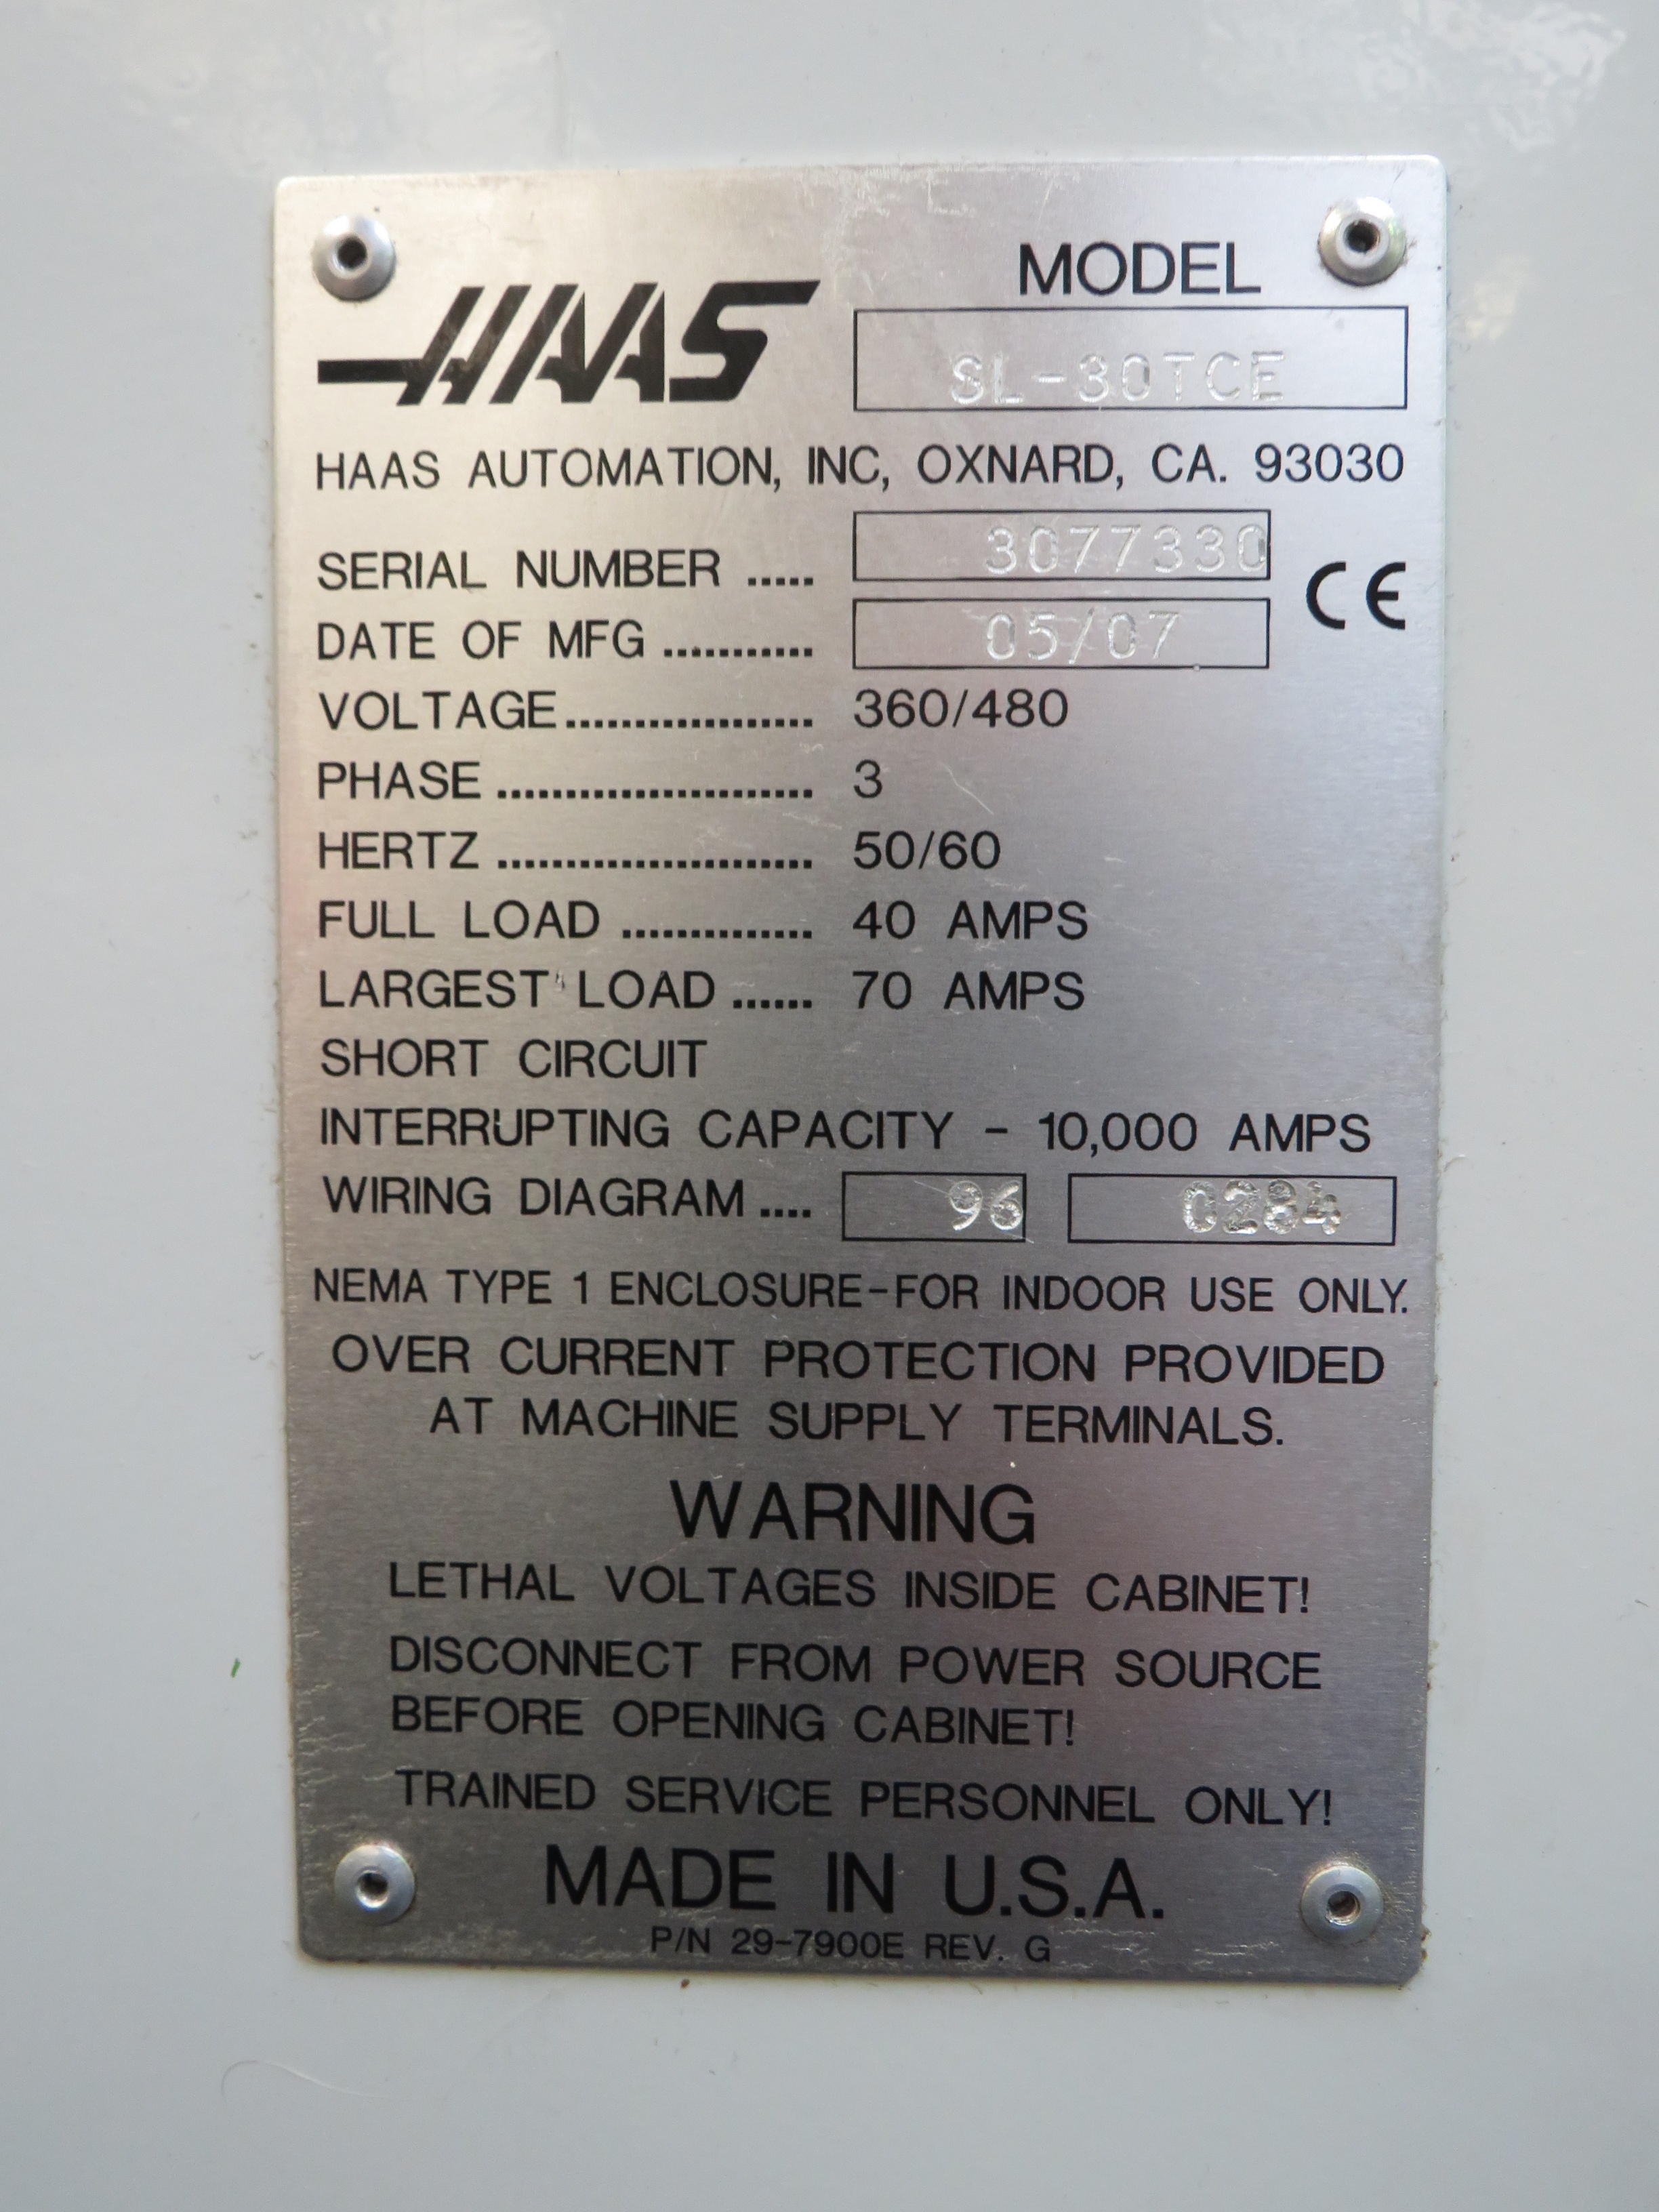 HAAS
MODEL
SL-30TCE
HAAS AUTOMATION, INC, OXNARD, CA. 93030
SERIAL NUMBER ..... 3077330
CE
DATE OF MFG ........... 05/07
VOLTAGE.................. 360/480
PHASE ....................... 3
HERTZ ....................... 50/60
FULL LOAD .............. 40 AMPS
LARGEST LOAD ...... 70 AMPS
SHORT CIRCUIT
INTERRUPTING CAPACITY - 10,000 AMPS
WIRING DIAGRAM .... 96 0284
NEMA TYPE 1 ENCLOSURE-FOR INDOOR USE ONLY.
OVER CURRENT PROTECTION PROVIDED
AT MACHINE SUPPLY TERMINALS.
WARNING
LETHAL VOLTAGES INSIDE CABINET!
DISCONNECT FROM POWER SOURCE
BEFORE OPENING CABINET!
TRAINED SERVICE PERSONNEL ONLY!
MADE IN U.S.A.
P/N 29-7900E REV. G